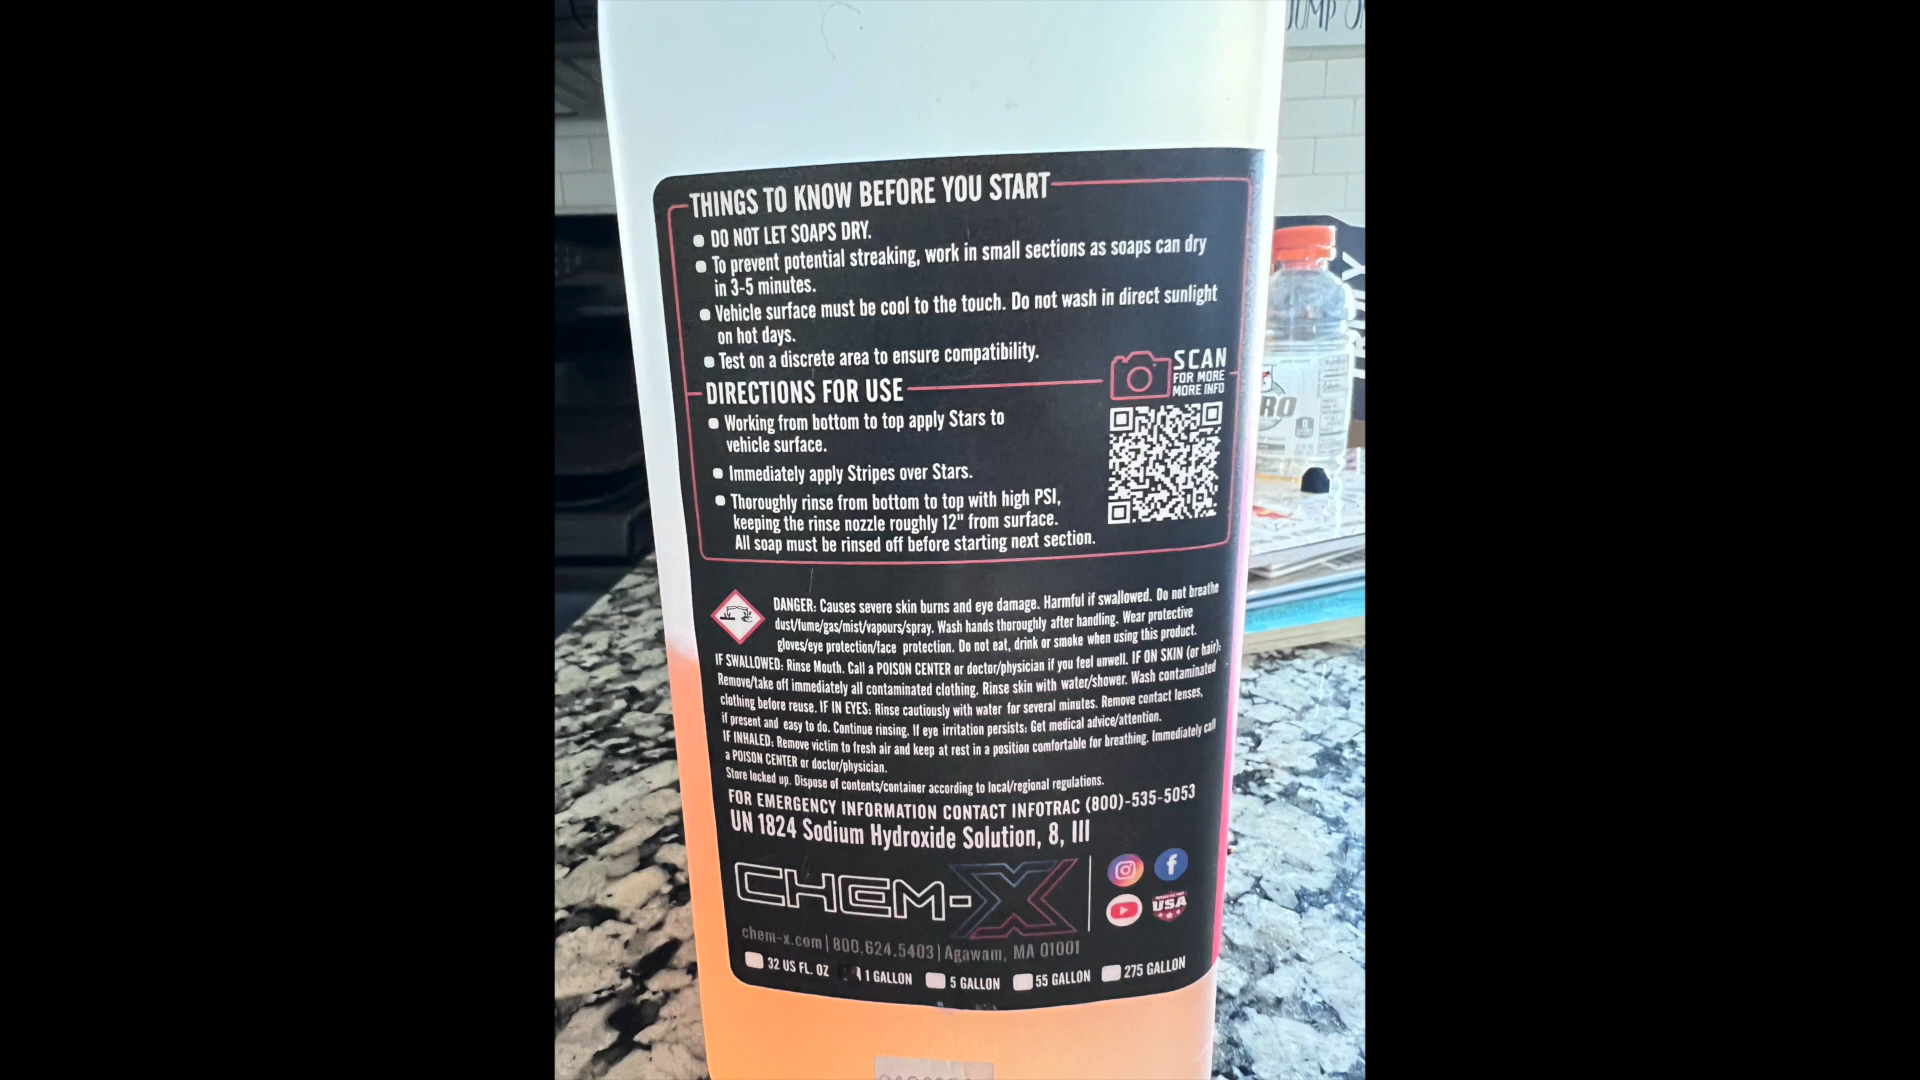 JUMP
THINGS TO KNOW BEFORE YOU START
DO NOT LET SOAPS DRY.
To prevent potential streaking, work in small sections as soaps can dry
in 3-5 minutes.
Vehicle surface must be cool to the touch. Do not wash in direct sunlight
on hot days.
Test on a discrete area to ensure compatibility.
SCAN
FOR MORE
MORE INFO
DIRECTIONS FOR USE
Working from bottom to top apply Stars to
vehicle surface.
Immediately apply Stripes over Stars.
Thoroughly rinse from bottom to top with high PSI,
keeping the rinse nozzle roughly 12" from surface.
All soap must be rinsed off before starting next section.
DANGER: Causes severe skin burns and eye damage. Harmful if swallowed. Do not breathe
dust/fume/gas/mist/vapours/spray. Wash hands thoroughly after handling. Wear protective
gloves/eye protection/face protection. Do not eat, drink or smoke when using this product.
IF SWALLOWED: Rinse Mouth. Call a POISON CENTER or doctor/physician if you feel unwell. IF ON SKIN (or hair):
Remove/take off immediately all contaminated clothing. Rinse skin with water/shower. Wash contaminated
clothing before reuse. IF IN EYES: Rinse cautiously with water for several minutes. Remove contact lenses,
if present and easy to do. Continue rinsing. If eye irritation persists: Get medical advice/attention.
IF INHALED: Remove victim to fresh air and keep at rest in a position comfortable for breathing. Immediately call
a POISON CENTER or doctor/physician.
Store locked up. Dispose of contents/container according to local/regional regulations.
FOR EMERGENCY INFORMATION CONTACT INFOTRAC (800)-535-5053
UN 1824 Sodium Hydroxide Solution, 8, III
CHEM-X
USA
chem-x.com | 800.624.5403 | Agawam, MA 01001
32 US FL. OZ 1 GALLON 5 GALLON 55 GALLON 275 GALLON
RO